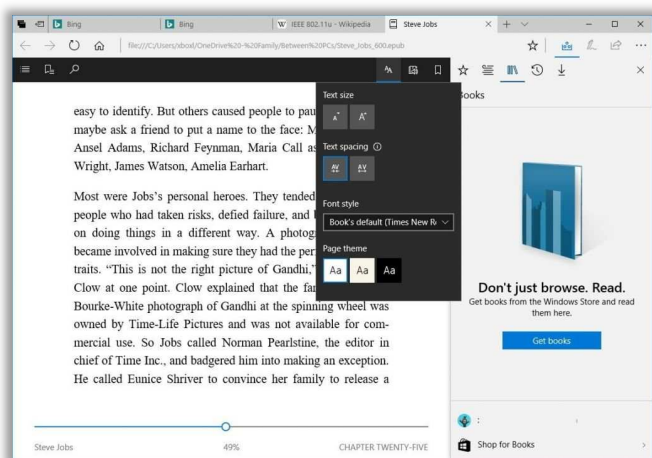 Bing
Bing
W IEEE 802.11u - Wikipedia
Steve Jobs
file:///C:/Users/xboxl/OneDrive%20-%20Family/Between%20PCs/Steve_Jobs_600.epub
Books
Text size
A A
Text spacing
AV AV
Font style
Book's default (Times New R
Page theme
Aa Aa Aa
easy to identify. But others caused people to pau
maybe ask a friend to put a name to the face: M
Ansel Adams, Richard Feynman, Maria Call as
Wright, James Watson, Amelia Earhart.
Most were Jobs's personal heroes. They tended
people who had taken risks, defied failure, and
on doing things in a different way. A photog
became involved in making sure they had the per
traits. “This is not the right picture of Gandhi,”
Clow at one point. Clow explained that the fa
Bourke-White photograph of Gandhi at the spinning wheel was
owned by Time-Life Pictures and was not available for com-
mercial use. So Jobs called Norman Pearlstine, the editor in
chief of Time Inc., and badgered him into making an exception.
He called Eunice Shriver to convince her family to release a
Steve Jobs
49%
CHAPTER TWENTY-FIVE
Don't just browse. Read.
Get books from the Windows Store and read
them here.
Get books
Shop for Books